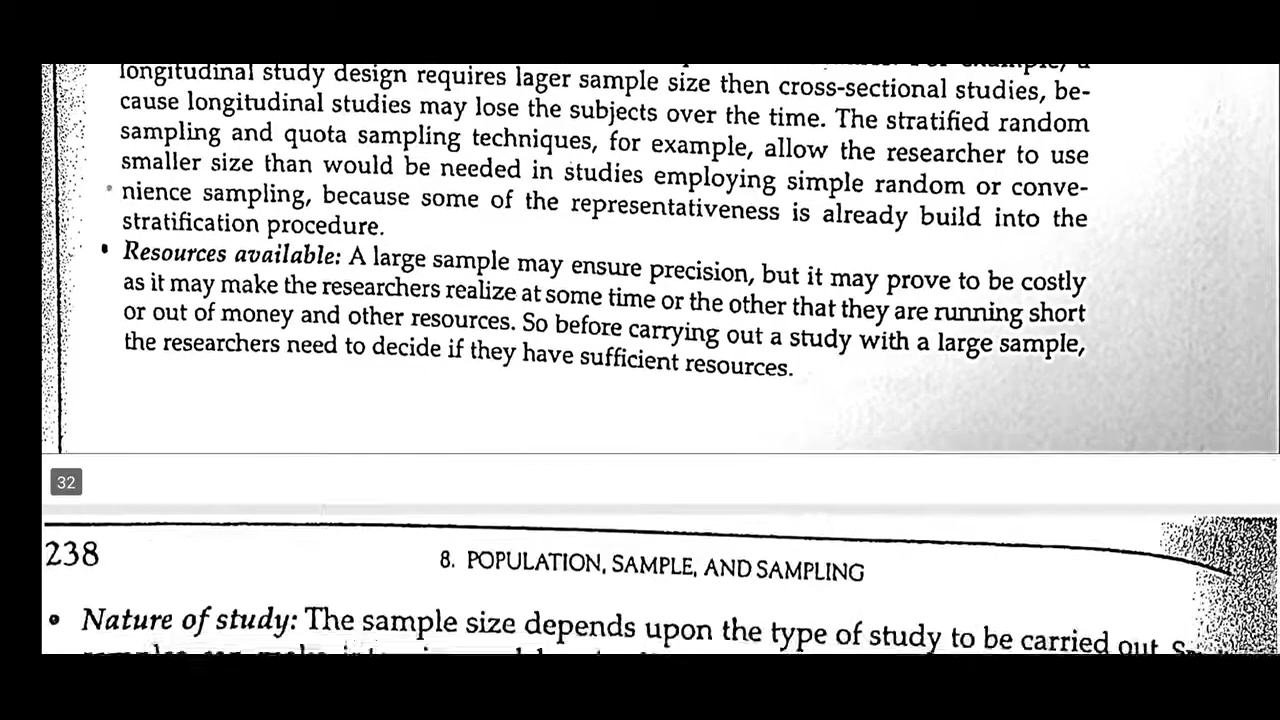 For example, a
longitudinal study design requires lager sample size then cross-sectional studies, be-
cause longitudinal studies may lose the subjects over the time. The stratified random
sampling and quota sampling techniques, for example, allow the researcher to use
smaller size than would be needed in studies employing simple random or conve-
nience sampling, because some of the representativeness is already build into the
stratification procedure.
• Resources available: A large sample may ensure precision, but it may prove to be costly
as it may make the researchers realize at some time or the other that they are running short
or out of money and other resources. So before carrying out a study with a large sample,
the researchers need to decide if they have sufficient resources.
32
238
8. POPULATION, SAMPLE, AND SAMPLING
• Nature of study: The sample size depends upon the type of study to be carried out.